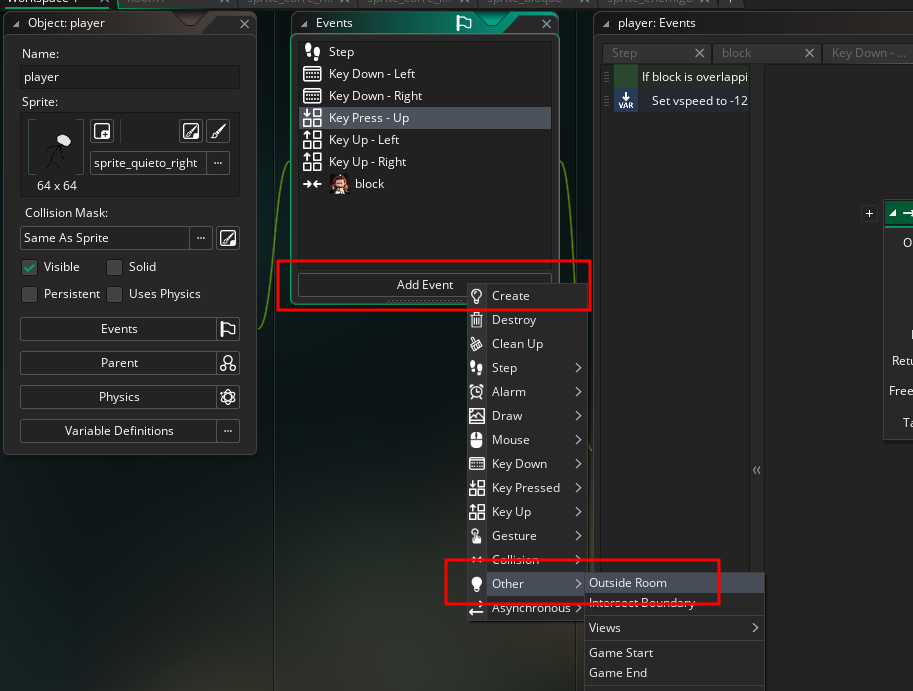 Workspace 1
Room1
sprite_bloque
sprite_enemigo
Object: player
Name:
player
Sprite:
sprite_quieto_right
64 x 64
Collision Mask:
Same As Sprite
Visible
Solid
Persistent
Uses Physics
Events
Parent
Physics
Variable Definitions
Events
Step
Key Down - Left
Key Down - Right
Key Press - Up
Key Up - Left
Key Up - Right
block
Add Event
Create
Destroy
Clean Up
Step
Alarm
Draw
Mouse
Key Down
Key Pressed
Key Up
Gesture
Collision
Other
Asynchronous
Outside Room
Intersect Boundary
Views
Game Start
Game End
player: Events
Step
block
Key Down - ...
If block is overlappi
VAR
Set vspeed to -12
O
Retu
Free
Ta